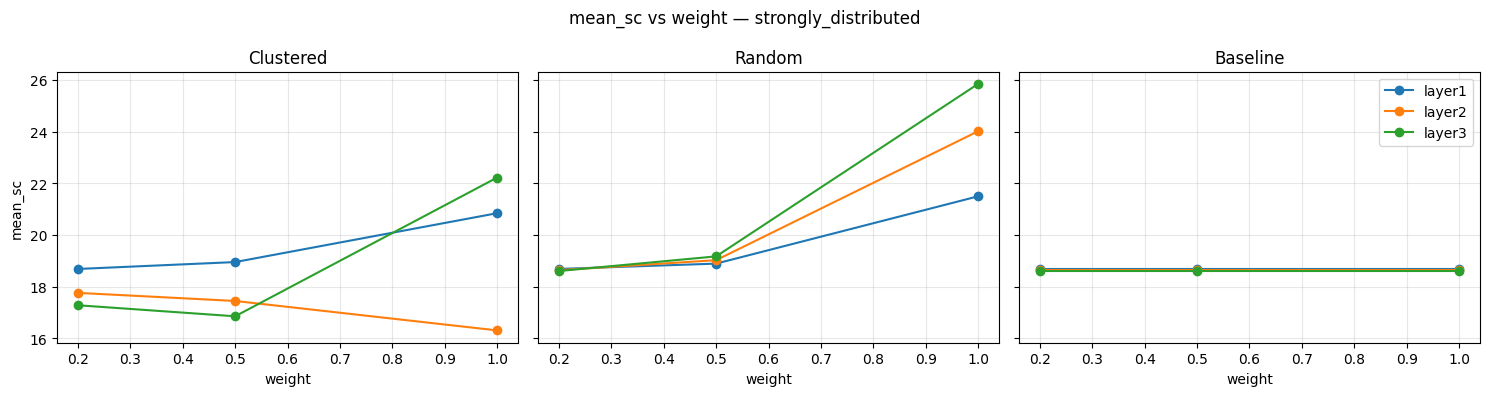 mean_sc vs weight — strongly_distributed
Clustered
Random
Baseline
mean_sc
26
24
22
20
18
16
0.2 0.3 0.4 0.5 0.6 0.7 0.8 0.9 1.0
weight
0.2 0.3 0.4 0.5 0.6 0.7 0.8 0.9 1.0
weight
layer1
layer2
layer3
0.2 0.3 0.4 0.5 0.6 0.7 0.8 0.9 1.0
weight